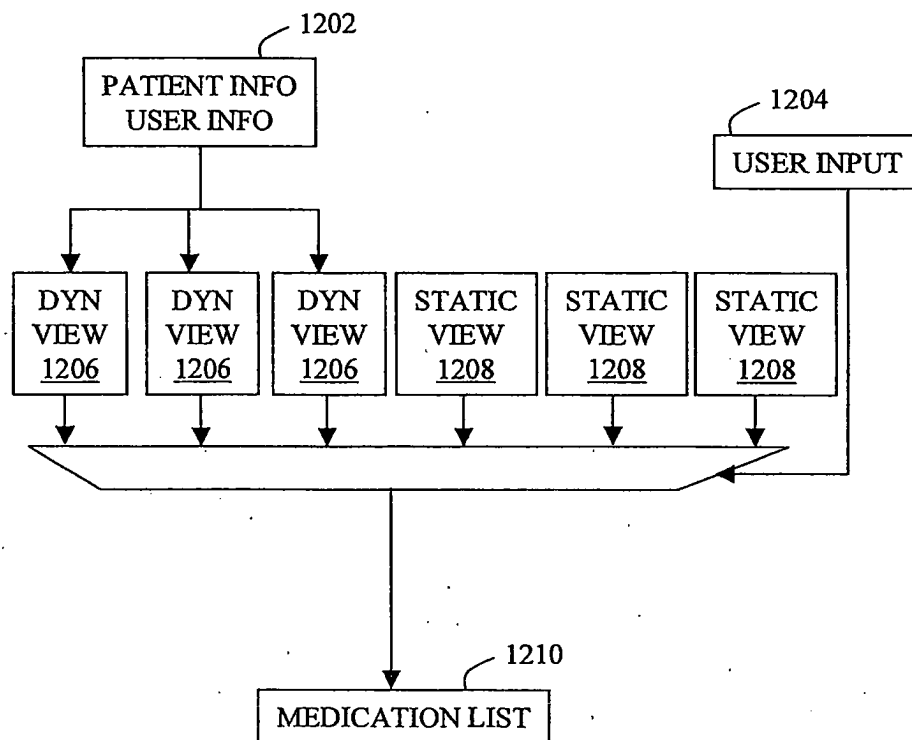 1202
PATIENT INFO
USER INFO
1204
USER INPUT
DYN
VIEW
1206
DYN
VIEW
1206
DYN
VIEW
1206
STATIC
VIEW
1208
STATIC
VIEW
1208
STATIC
VIEW
1208
1210
MEDICATION LIST